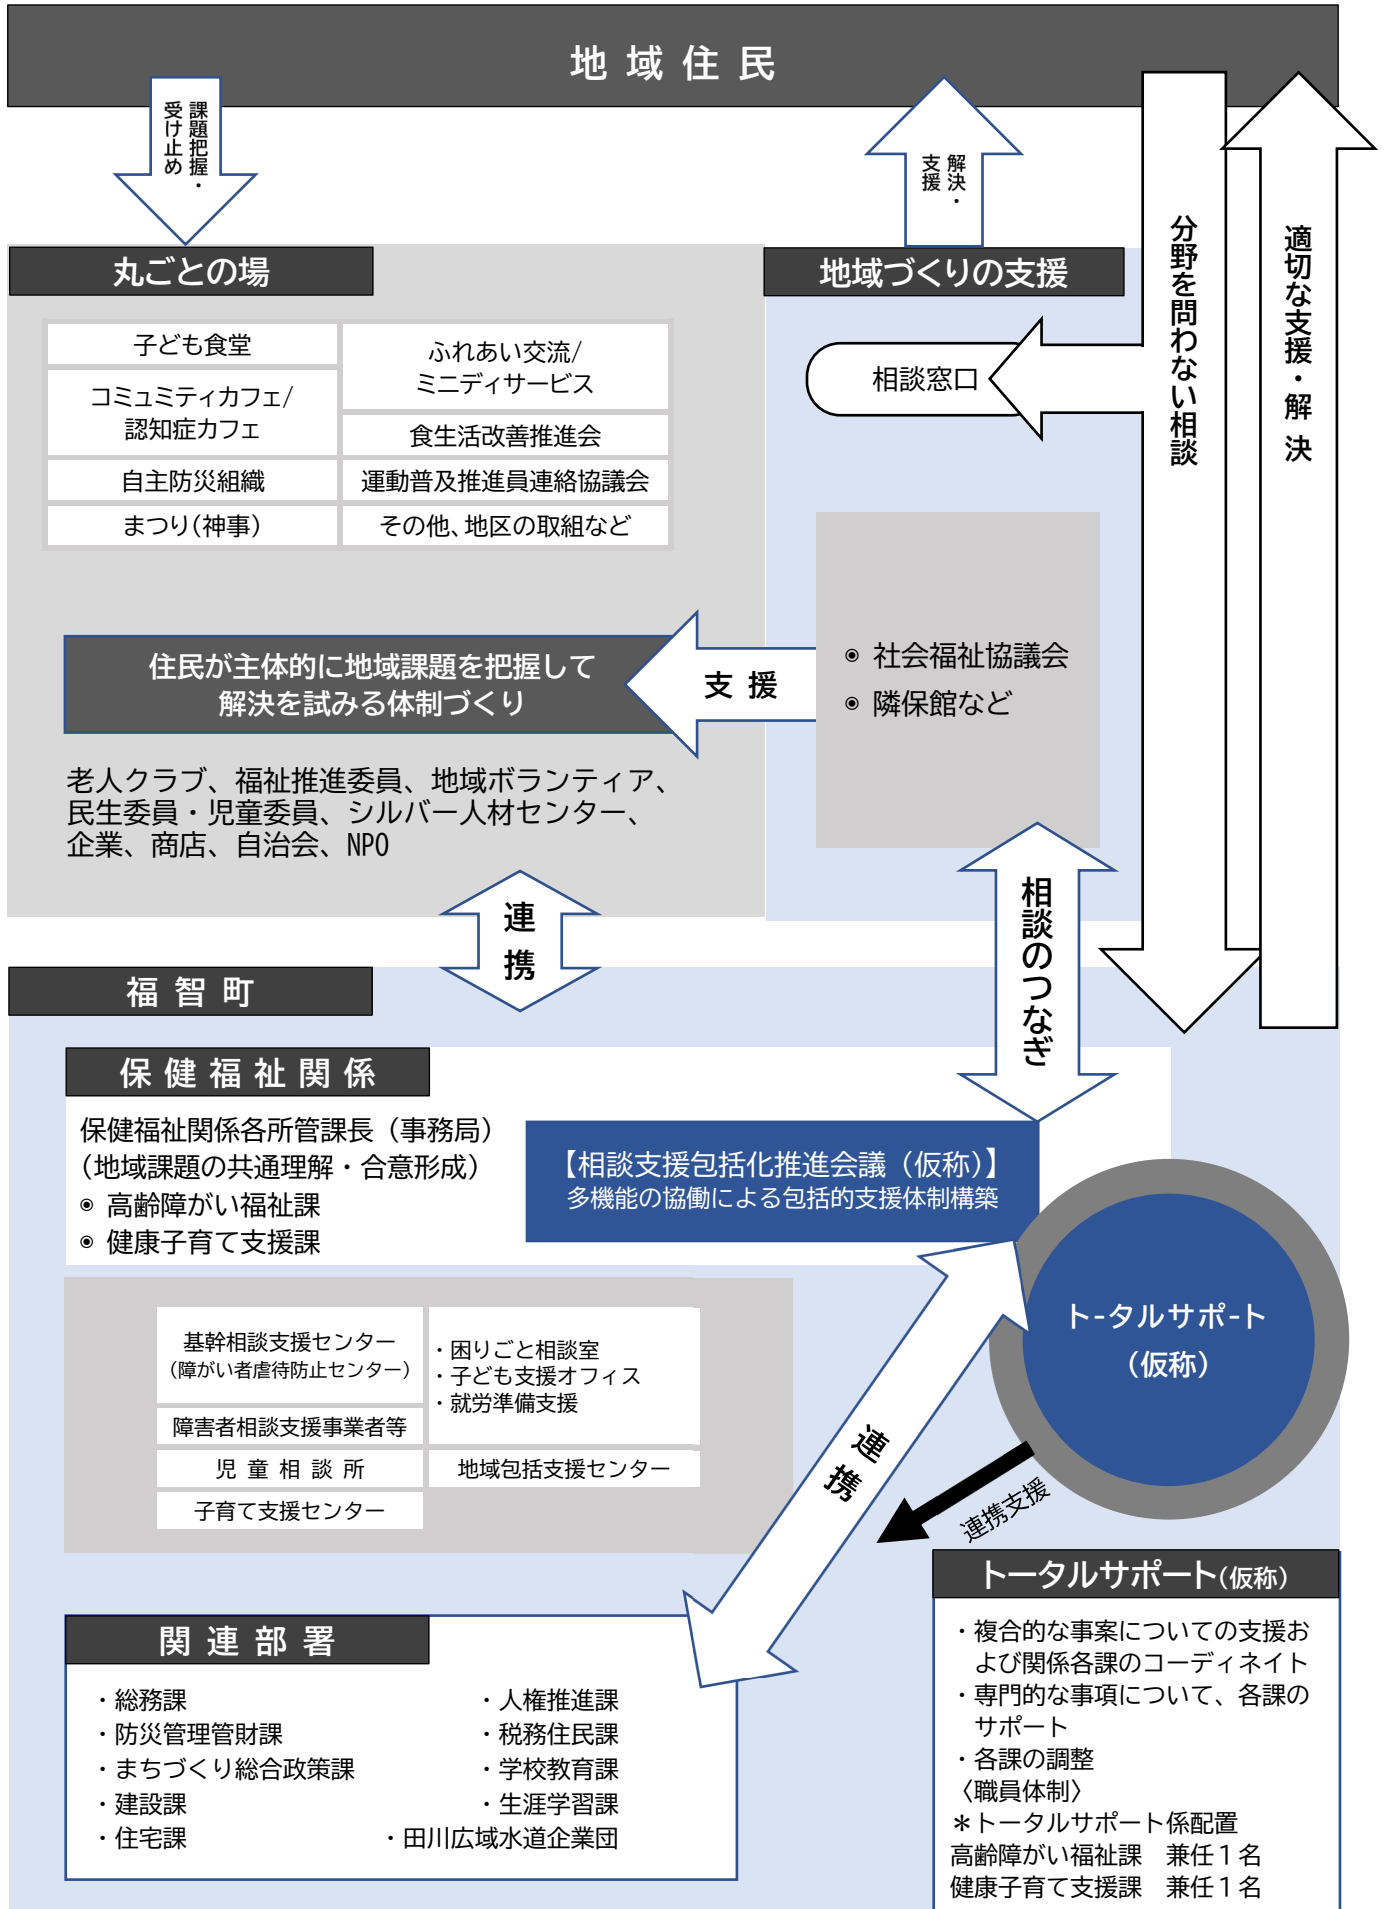 地域住民
課題把握・
受け止め
解決・
支援
分野を問わない相談
適切な支援・解決
丸ごとの場
子ども食堂
コミュミティカフェ/
認知症カフェ
自主防災組織
まつり(神事)
ふれあい交流/
ミニディサービス
食生活改善推進会
運動普及推進員連絡協議会
その他、地区の取組など
地域づくりの支援
相談窓口
◉ 社会福祉協議会
◉ 隣保館など
支援
住民が主体的に地域課題を把握して
解決を試みる体制づくり
老人クラブ、福祉推進委員、地域ボランティア、
民生委員・児童委員、シルバー人材センター、
企業、商店、自治会、NPO
連携
相談のつなぎ
福智町
保健福祉関係
保健福祉関係各所管課長（事務局）
（地域課題の共通理解・合意形成）
◉ 高齢障がい福祉課
◉ 健康子育て支援課
【相談支援包括化推進会議（仮称）】
多機能の協働による包括的支援体制構築
ト-タルサポ-ト
（仮称）
基幹相談支援センター
（障がい者虐待防止センター）
障害者相談支援事業者等
児童相談所
子育て支援センター
・困りごと相談室
・子ども支援オフィス
・就労準備支援
地域包括支援センター
連携
連携支援
関連部署
・総務課
・防災管理管財課
・まちづくり総合政策課
・建設課
・住宅課
・人権推進課
・税務住民課
・学校教育課
・生涯学習課
・田川広域水道企業団
トータルサポート(仮称)
・複合的な事案についての支援お
よび関係各課のコーディネイト
・専門的な事項について、各課の
サポート
・各課の調整
〈職員体制〉
＊トータルサポート係配置
高齢障がい福祉課　兼任１名
健康子育て支援課　兼任１名